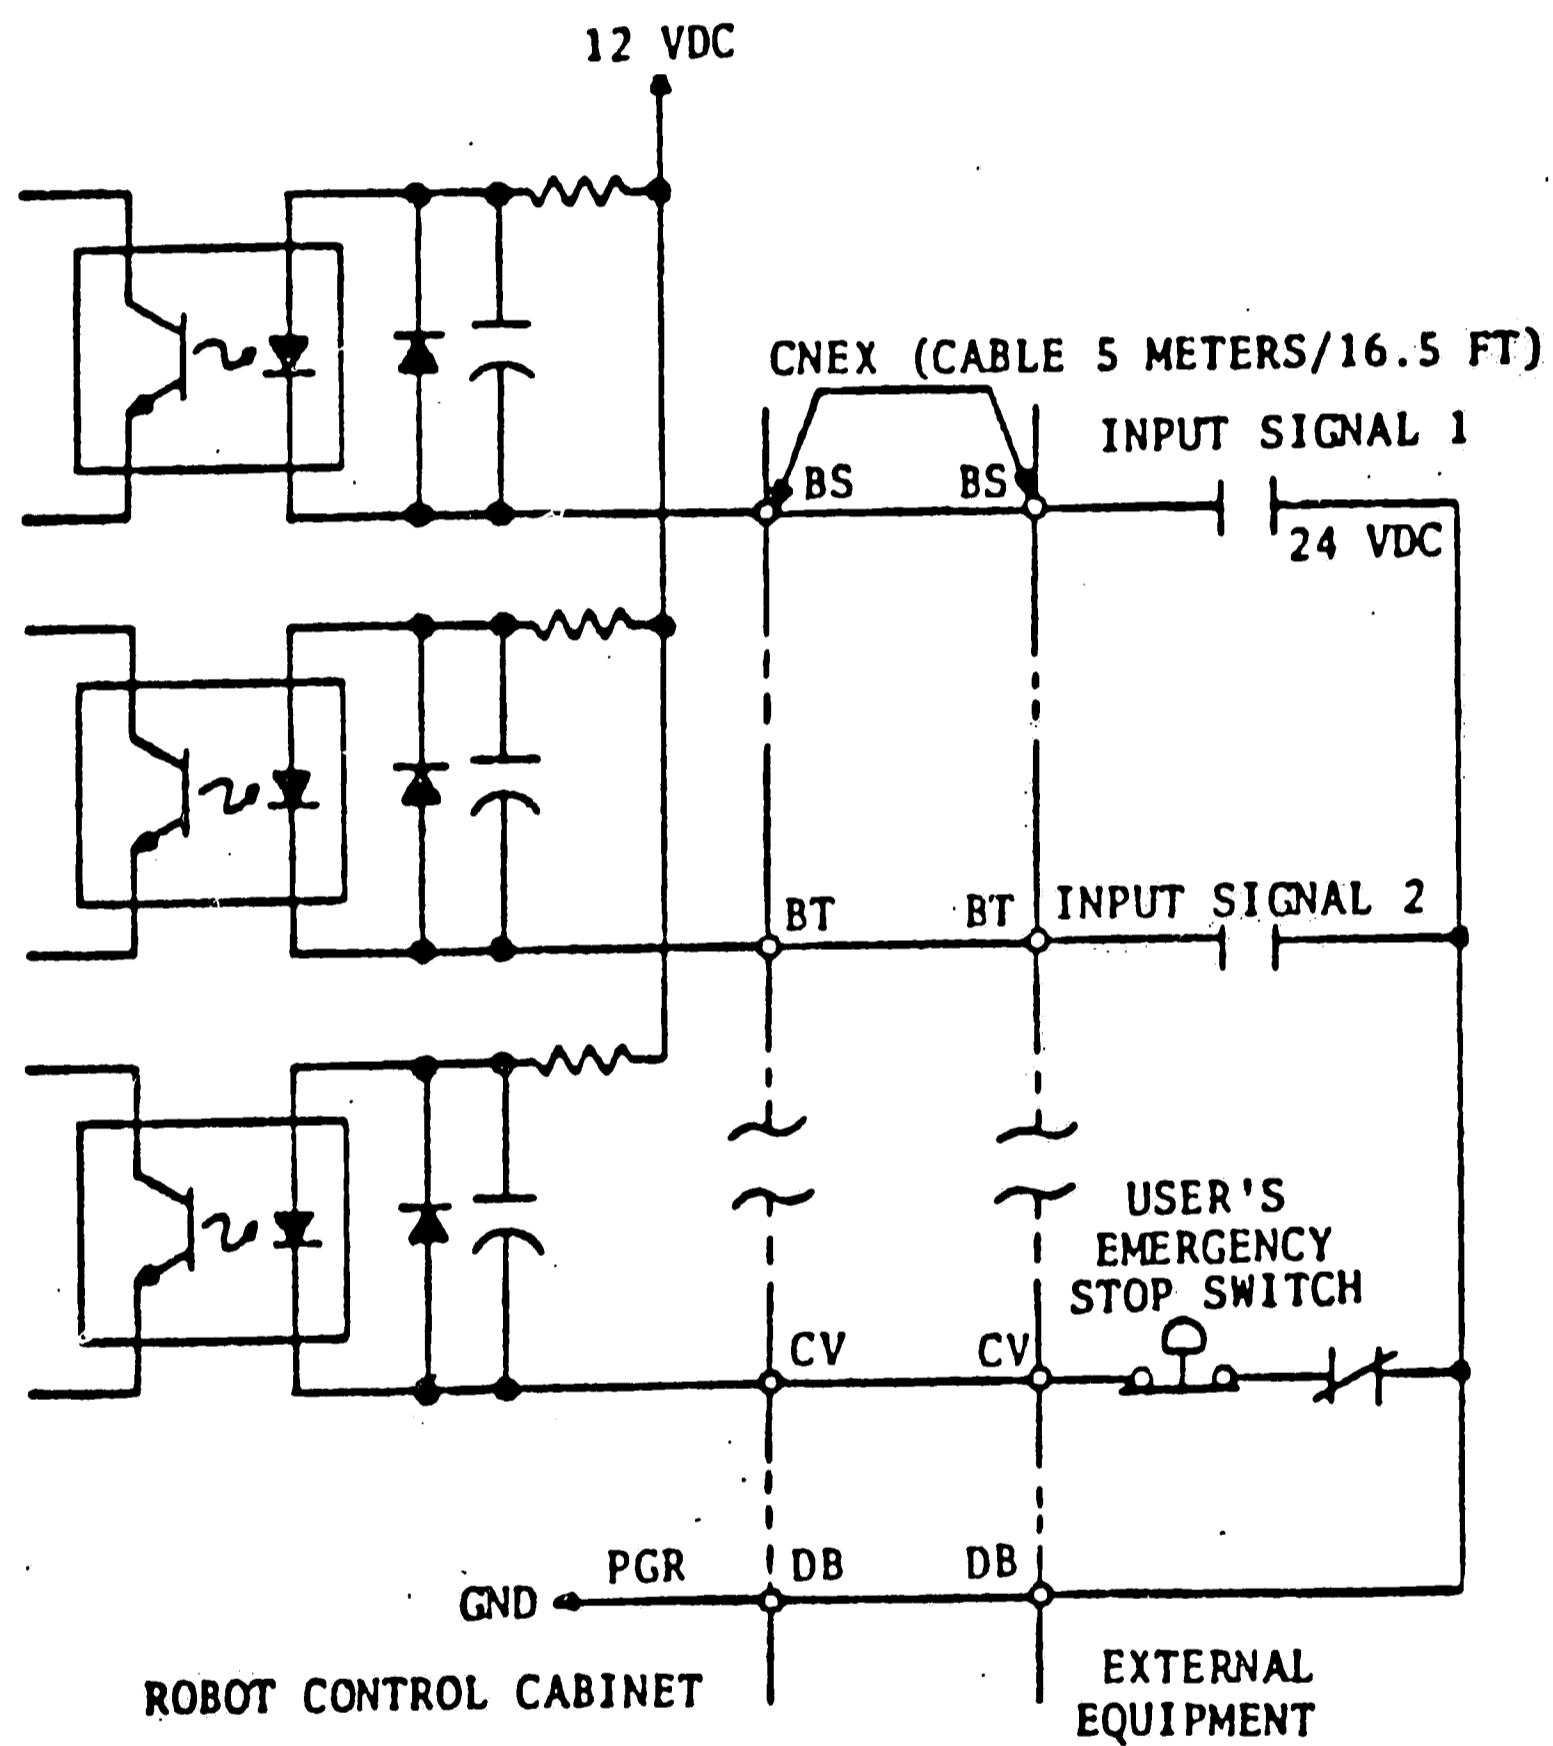 12 VDC
CNEX (CABLE 5 METERS/16.5 FT)
INPUT SIGNAL 1
BS
BS
24 VDC
BT
BT
INPUT SIGNAL 2
USER'S
EMERGENCY
STOP SWITCH
CV
CV
PGR
DB
DB
GND
ROBOT CONTROL CABINET
EXTERNAL
EQUIPMENT